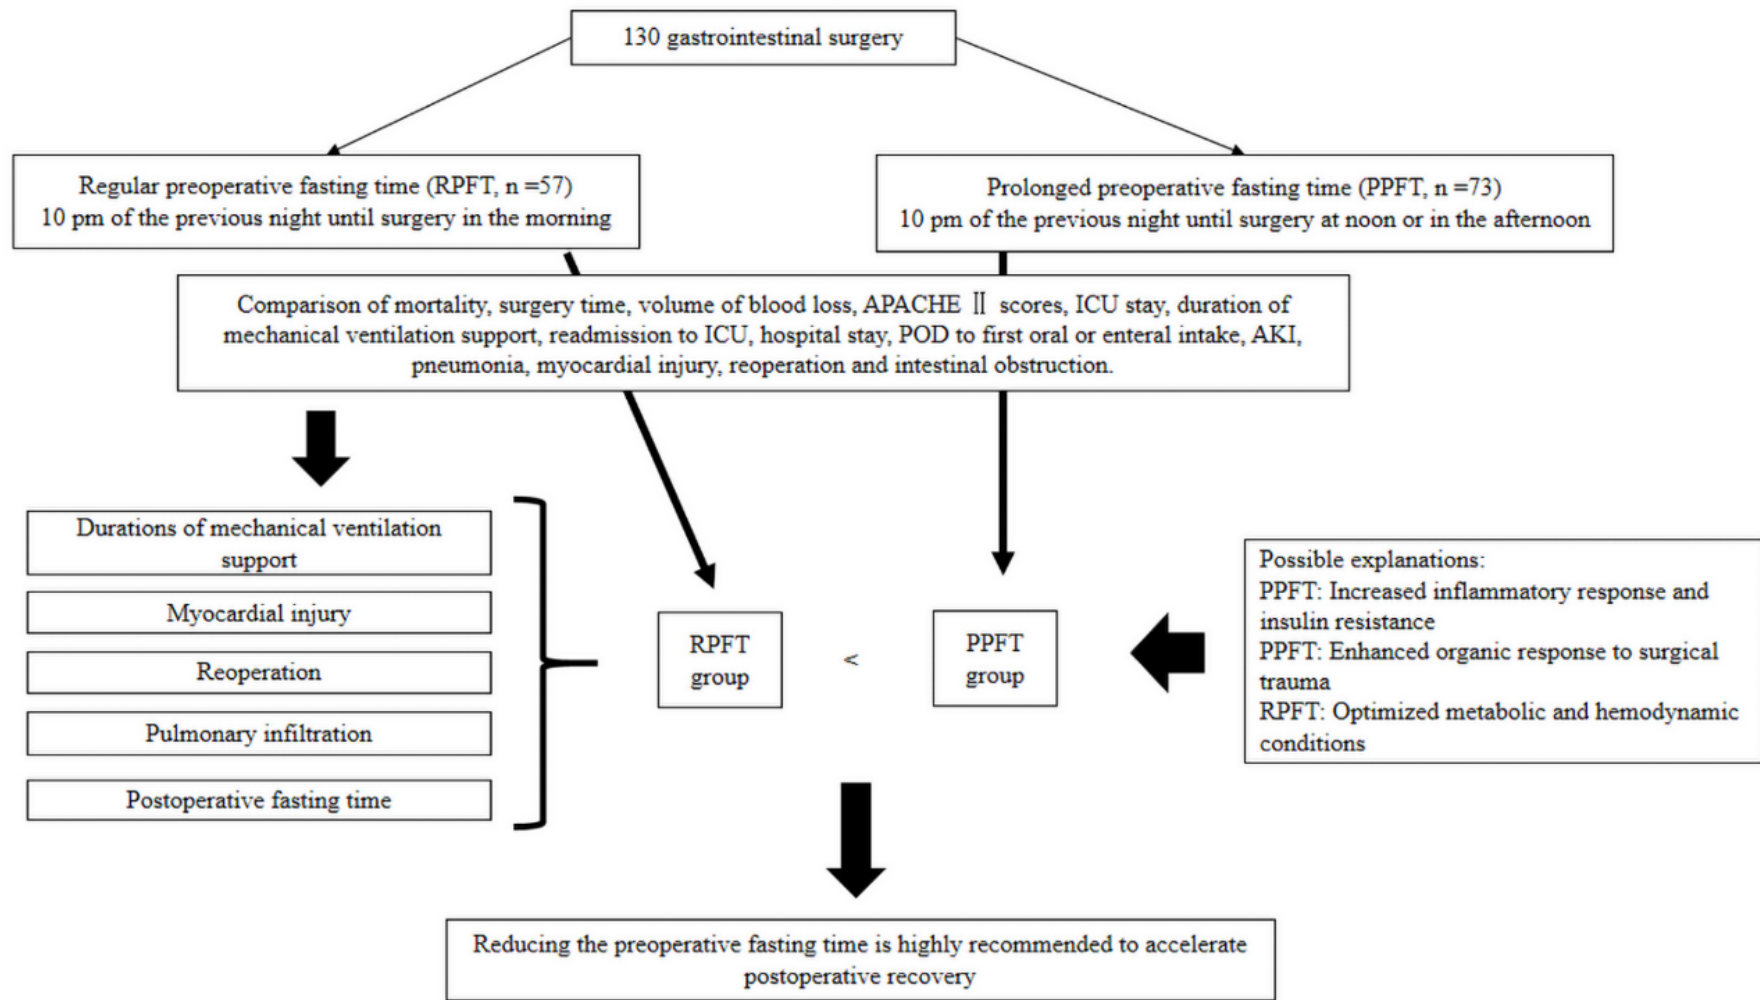 130 gastrointestinal surgery
Regular preoperative fasting time (RPFT, n =57)
10 pm of the previous night until surgery in the morning
Prolonged preoperative fasting time (PPFT, n =73)
10 pm of the previous night until surgery at noon or in the afternoon
Comparison of mortality, surgery time, volume of blood loss, APACHE Ⅱ scores, ICU stay, duration of
mechanical ventilation support, readmission to ICU, hospital stay, POD to first oral or enteral intake, AKI,
pneumonia, myocardial injury, reoperation and intestinal obstruction.
Durations of mechanical ventilation
support
Myocardial injury
Reoperation
Pulmonary infiltration
Postoperative fasting time
RPFT
group
<
PPFT
group
Possible explanations:
PPFT: Increased inflammatory response and
insulin resistance
PPFT: Enhanced organic response to surgical
trauma
RPFT: Optimized metabolic and hemodynamic
conditions
Reducing the preoperative fasting time is highly recommended to accelerate
postoperative recovery